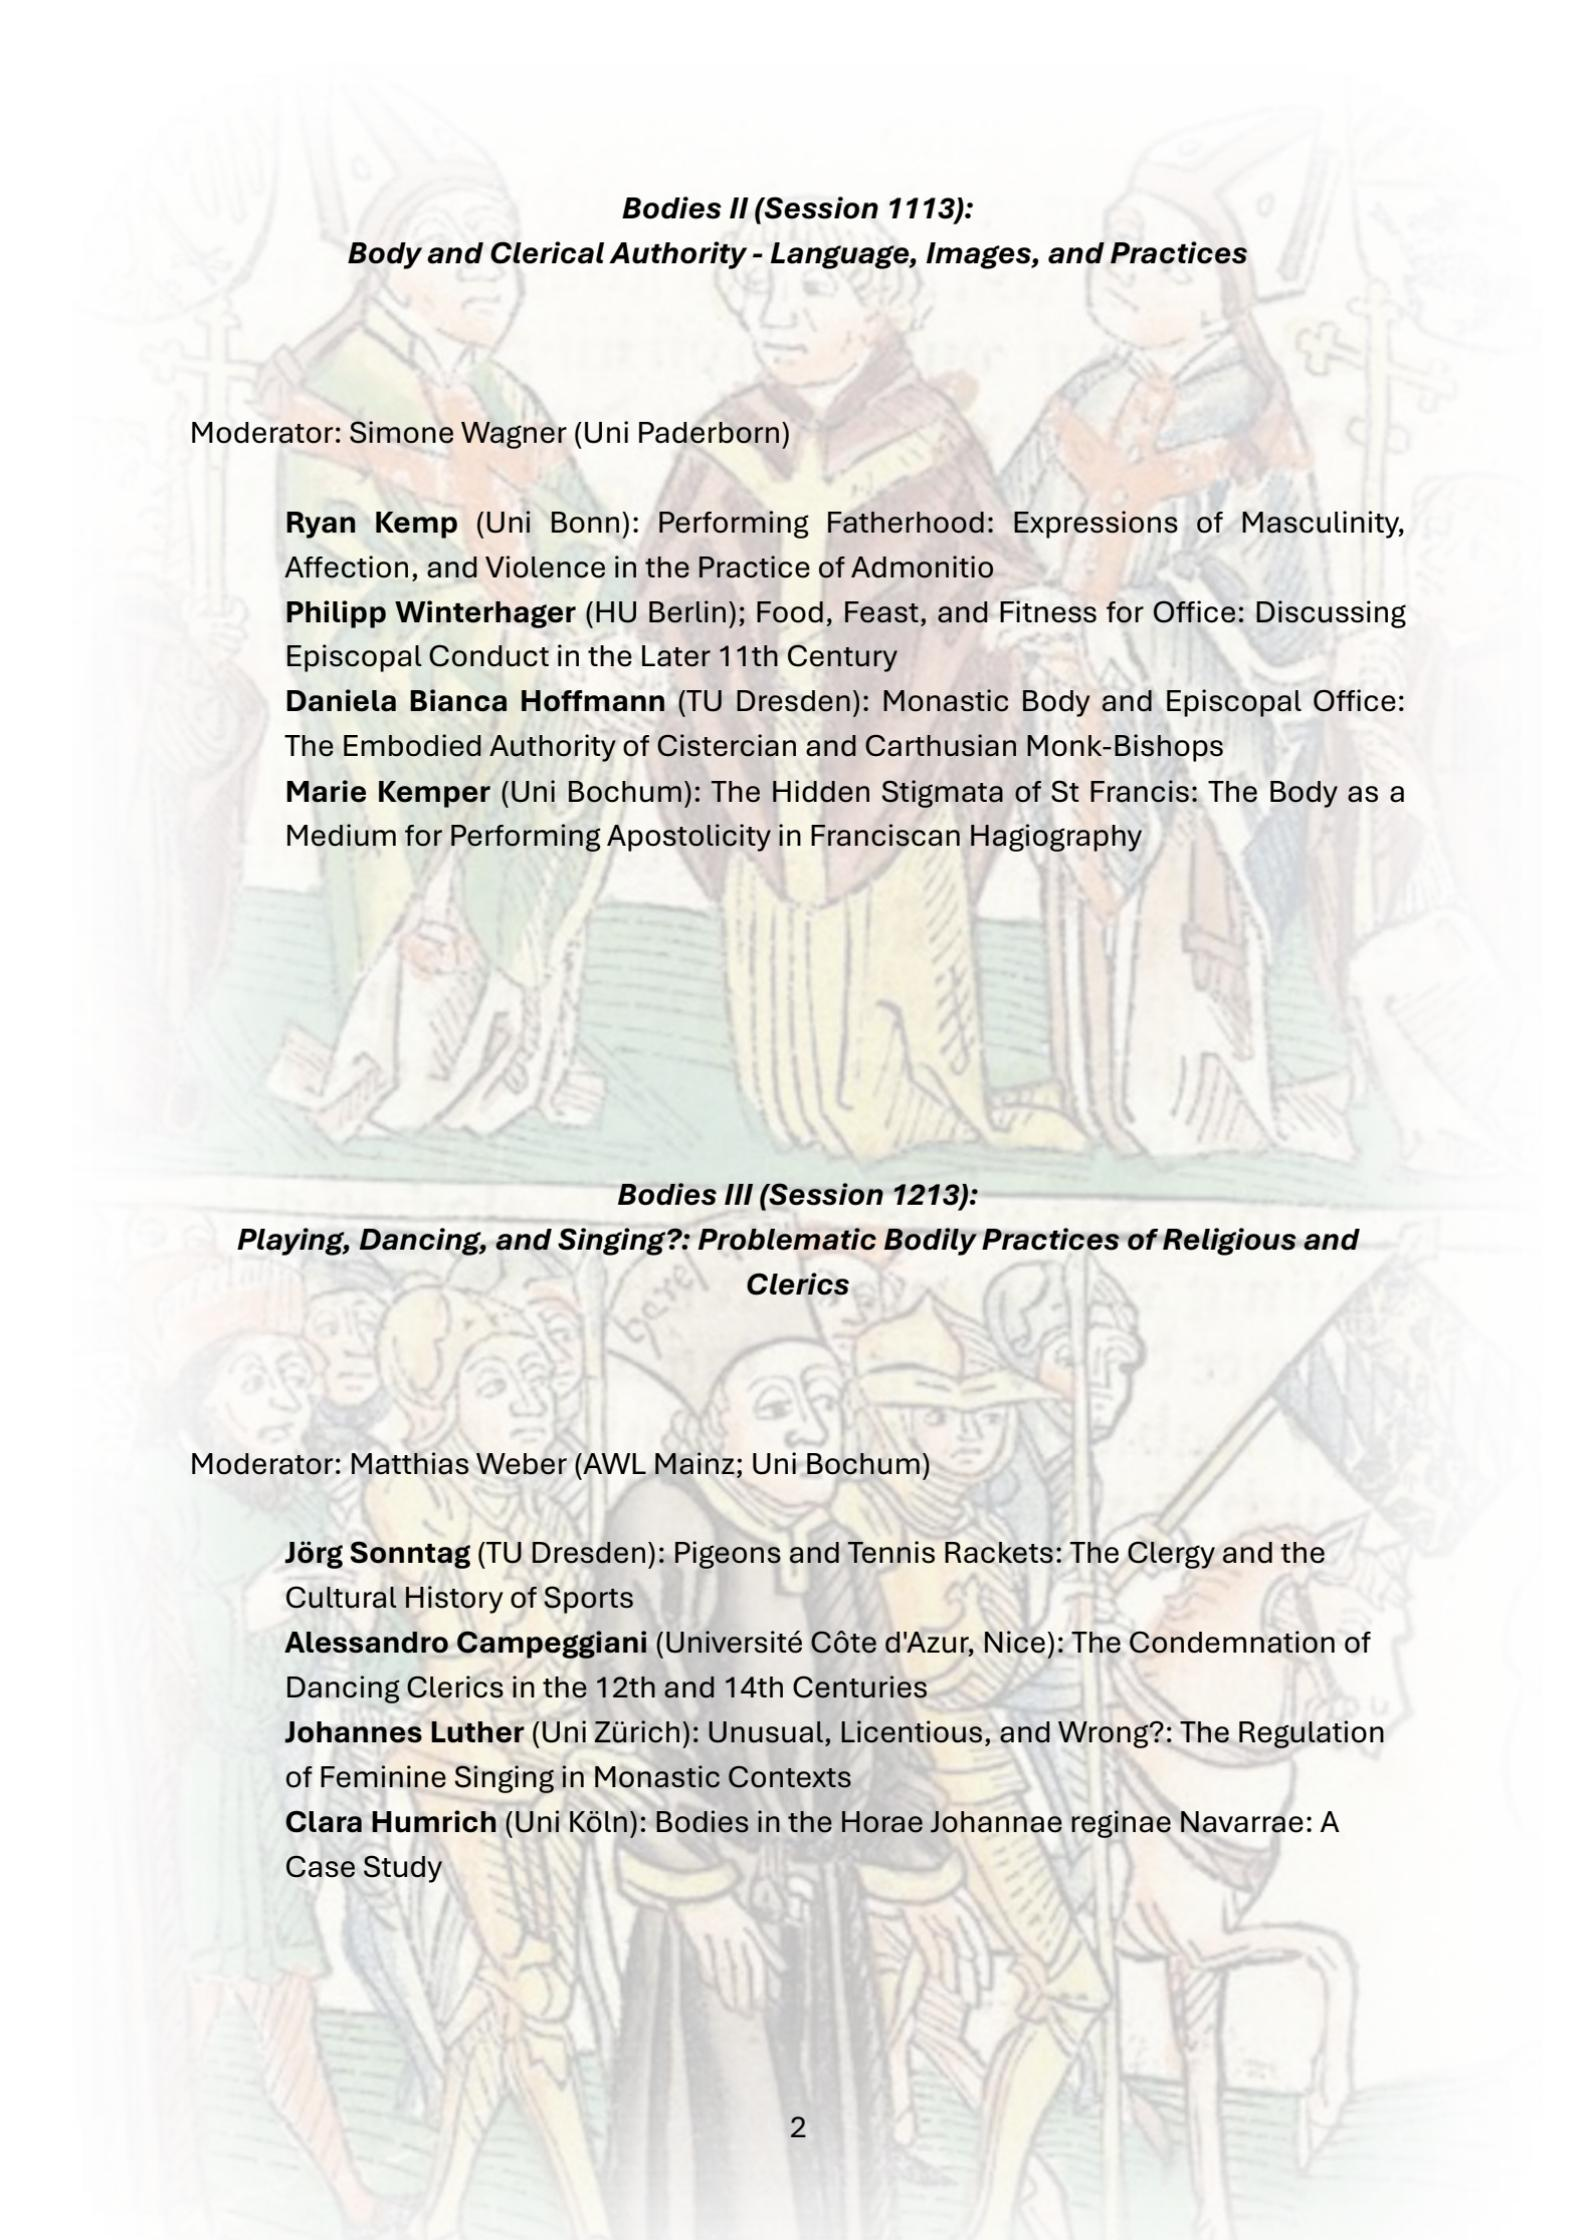 Bodies II (Session 1113):
Body and Clerical Authority - Language, Images, and Practices
Moderator: Simone Wagner (Uni Paderborn)
Ryan Kemp (Uni Bonn): Performing Fatherhood: Expressions of Masculinity,
Affection, and Violence in the Practice of Admonitio
Philipp Winterhager (HU Berlin); Food, Feast, and Fitness for Office: Discussing
Episcopal Conduct in the Later 11th Century
Daniela Bianca Hoffmann (TU Dresden): Monastic Body and Episcopal Office:
The Embodied Authority of Cistercian and Carthusian Monk-Bishops
Marie Kemper (Uni Bochum): The Hidden Stigmata of St Francis: The Body as a
Medium for Performing Apostolicity in Franciscan Hagiography
Bodies III (Session 1213):
Playing, Dancing, and Singing?: Problematic Bodily Practices of Religious and
Clerics
Moderator: Matthias Weber (AWL Mainz; Uni Bochum)
Jörg Sonntag (TU Dresden): Pigeons and Tennis Rackets: The Clergy and the
Cultural History of Sports
Alessandro Campeggiani (Université Côte d'Azur, Nice): The Condemnation of
Dancing Clerics in the 12th and 14th Centuries
Johannes Luther (Uni Zürich): Unusual, Licentious, and Wrong?: The Regulation
of Feminine Singing in Monastic Contexts
Clara Humrich (Uni Köln): Bodies in the Horae Johannae reginae Navarrae: A
Case Study
2